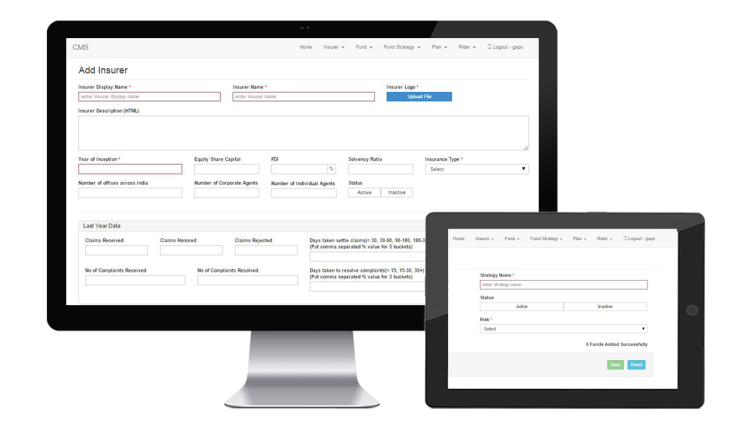 CMS
Home Insurer Fund Fund Strategy Plan Rider Logout - gaps
Add Insurer
Insurer Display Name * Insurer Name * Insurer Logo *
enter insurer display name enter insurer name Upload File
Insurer Description (HTML)
Year of Inception * Equity Share Capital FDI Solvency Ratio Insurance Type *
% Select
Number of offices across India Number of Corporate Agents Number of Individual Agents Status
Active Inactive
Last Year Data
Claims Received Claims Honored Claims Rejected Days taken settle claims(< 30, 30-90, 90-180, 180-3
(Put comma separated % value for 5 buckets)
No of Complaints Received No of Complaints Resolved Days taken to resolve complaints(< 15, 15-30, 30+)
(Put comma separated % value for 3 buckets)
Home Insurer Fund Fund Strategy Plan Rider Logout - gaps
Strategy Name *
enter strategy name
Status
Active Inactive
Risk *
Select
0 Funds Added Successfully
Save Reset